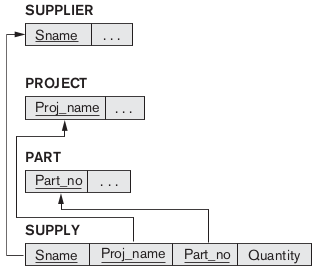 SUPPLIER
Sname ...
PROJECT
Proj_name ...
PART
Part_no ...
SUPPLY
Sname Proj_name Part_no Quantity